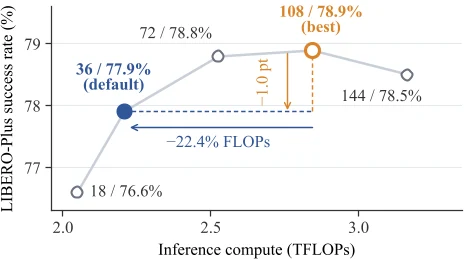 LIBERO-Plus success rate (%)
79
78
77
2.0
2.5
3.0
Inference compute (TFLOPs)
18 / 76.6%
36 / 77.9%
(default)
72 / 78.8%
108 / 78.9%
(best)
144 / 78.5%
−1.0 pt
−22.4% FLOPs